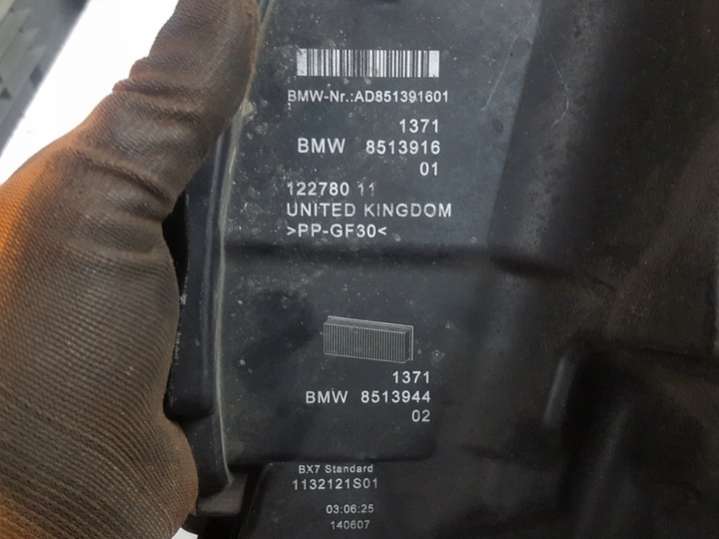 BMW-Nr.:AD851391601
1371
BMW 8513916
01
122780 11
UNITED KINGDOM
>PP-GF30<
1371
BMW 8513944
02
BX7 Standard
1132121S01
03:06:25
140607